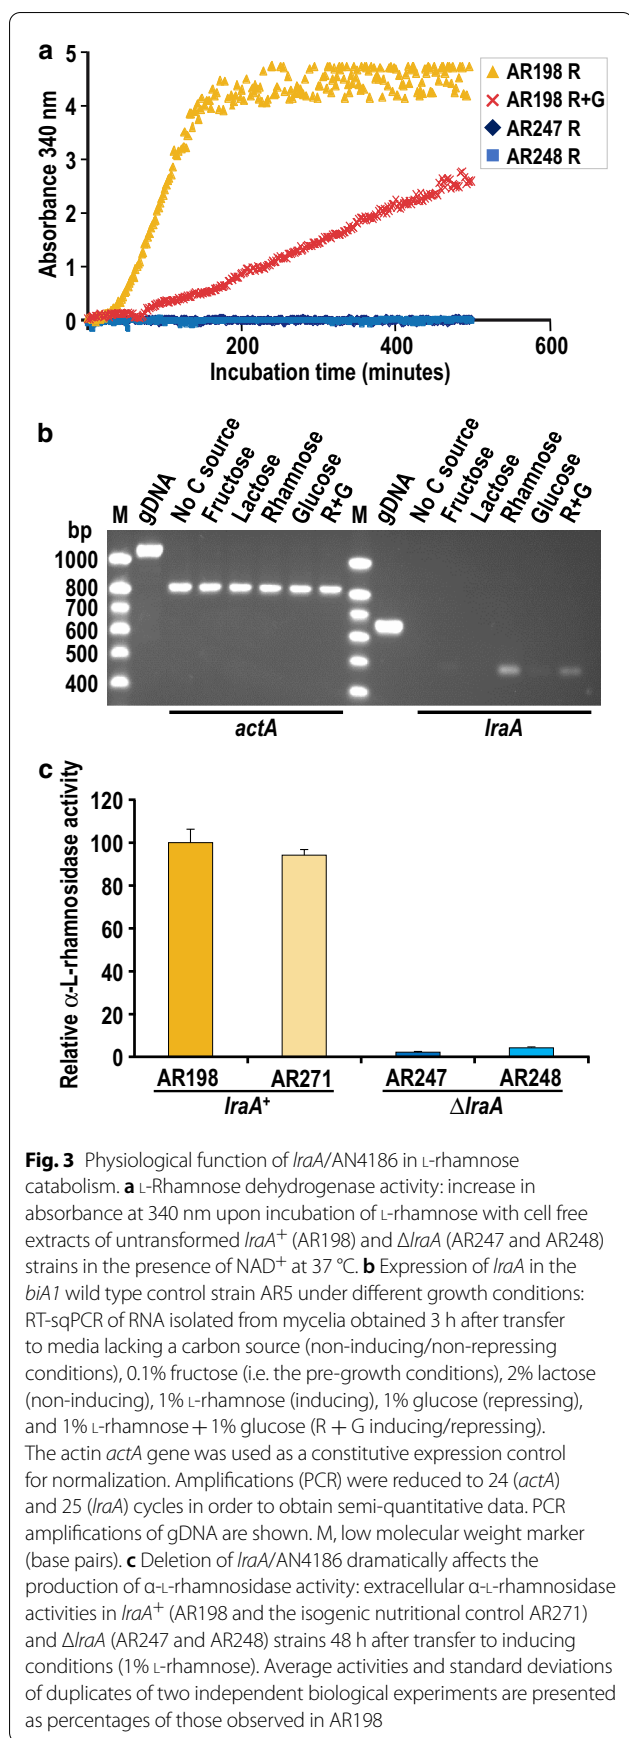 a
5
4
3
2
1
0
Absorbance 340 nm
200
400
600
Incubation time (minutes)
AR198 R
AR198 R+G
AR247 R
AR248 R
b
bp
M
gDNA
No C source
Fructose
Lactose
Rhamnose
Glucose
R+G
M
gDNA
No C source
Fructose
Lactose
Rhamnose
Glucose
R+G
1000
800
700
600
500
400
actA
lraA
c
Relative α-L-rhamnosidase activity
120
100
80
60
40
20
0
AR198 AR271 AR247 AR248
lraA⁺ ΔlraA
Fig. 3 Physiological function of lraA/AN4186 in L-rhamnose
catabolism. a L-Rhamnose dehydrogenase activity: increase in
absorbance at 340 nm upon incubation of L-rhamnose with cell free
extracts of untransformed lraA⁺ (AR198) and ΔlraA (AR247 and AR248)
strains in the presence of NAD⁺ at 37 °C. b Expression of lraA in the
biA1 wild type control strain AR5 under different growth conditions:
RT-sqPCR of RNA isolated from mycelia obtained 3 h after transfer
to media lacking a carbon source (non-inducing/non-repressing
conditions), 0.1% fructose (i.e. the pre-growth conditions), 2% lactose
(non-inducing), 1% L-rhamnose (inducing), 1% glucose (repressing),
and 1% L-rhamnose + 1% glucose (R + G inducing/repressing).
The actin actA gene was used as a constitutive expression control
for normalization. Amplifications (PCR) were reduced to 24 (actA)
and 25 (lraA) cycles in order to obtain semi-quantitative data. PCR
amplifications of gDNA are shown. M, low molecular weight marker
(base pairs). c Deletion of lraA/AN4186 dramatically affects the
production of α-L-rhamnosidase activity: extracellular α-L-rhamnosidase
activities in lraA⁺ (AR198 and the isogenic nutritional control AR271)
and ΔlraA (AR247 and AR248) strains 48 h after transfer to inducing
conditions (1% L-rhamnose). Average activities and standard deviations
of duplicates of two independent biological experiments are presented
as percentages of those observed in AR198